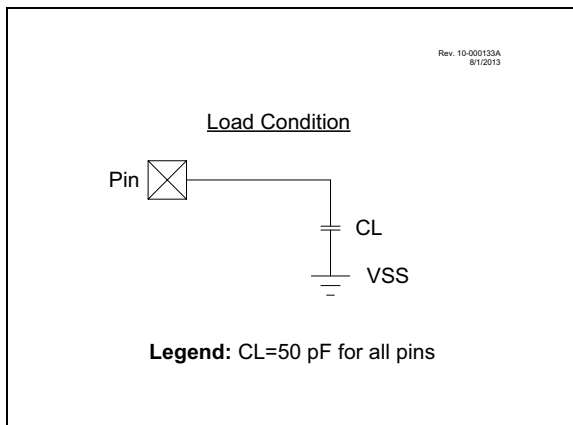 Rev. 10-000133A
8/1/2013
Load Condition
Pin
CL
VSS
Legend: CL=50 pF for all pins